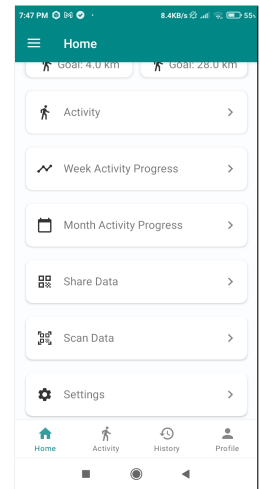 7:47 PM 8.4KB/s 55%
Home
Goal: 4.0 km Goal: 28.0 km
Activity
Week Activity Progress
Month Activity Progress
Share Data
Scan Data
Settings
Home Activity History Profile